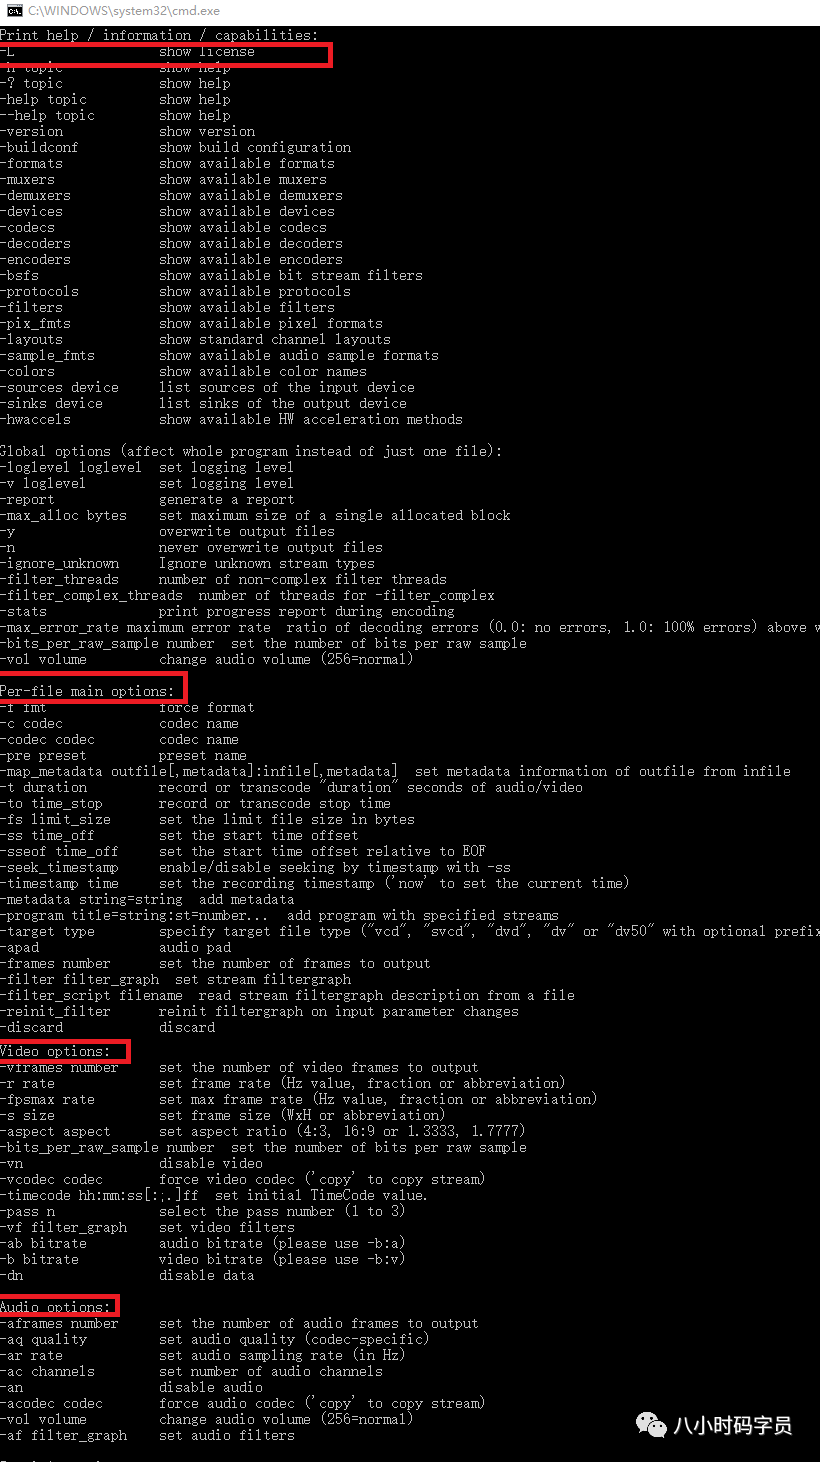 C:\WINDOWS\system32\cmd.exe
Print help / information / capabilities:
-L                  show license
-h topic            show help
-? topic            show help
-help topic         show help
--help topic        show help
-version            show version
-buildconf          show build configuration
-formats            show available formats
-muxers             show available muxers
-demuxers           show available demuxers
-devices            show available devices
-codecs             show available codecs
-decoders           show available decoders
-encoders           show available encoders
-bsfs               show available bit stream filters
-protocols          show available protocols
-filters            show available filters
-pix_fmts           show available pixel formats
-layouts            show standard channel layouts
-sample_fmts        show available audio sample formats
-colors             show available color names
-sources device     list sources of the input device
-sinks device       list sinks of the output device
-hwaccels           show available HW acceleration methods
Global options (affect whole program instead of just one file):
-loglevel loglevel  set logging level
-v loglevel         set logging level
-report             generate a report
-max_alloc bytes    set maximum size of a single allocated block
-y                  overwrite output files
-n                  never overwrite output files
-ignore_unknown     Ignore unknown stream types
-filter_threads     number of non-complex filter threads
-filter_complex_threads  number of threads for -filter_complex
-stats              print progress report during encoding
-max_error_rate maximum error rate  ratio of decoding errors (0.0: no errors, 1.0: 100% errors) above w
-bits_per_raw_sample number  set the number of bits per raw sample
-vol volume         change audio volume (256=normal)
Per-file main options:
-f fmt              force format
-c codec            codec name
-codec codec        codec name
-pre preset         preset name
-map_metadata outfile[,metadata]:infile[,metadata]  set metadata information of outfile from infile
-t duration         record or transcode "duration" seconds of audio/video
-to time_stop       record or transcode stop time
-fs limit_size      set the limit file size in bytes
-ss time_off        set the start time offset
-sseof time_off     set the start time offset relative to EOF
-seek_timestamp     enable/disable seeking by timestamp with -ss
-timestamp time     set the recording timestamp ('now' to set the current time)
-metadata string=string  add metadata
-program title=string:st=number...  add program with specified streams
-target type        specify target file type ("vcd", "svcd", "dvd", "dv" or "dv50" with optional prefix
-apad               audio pad
-frames number      set the number of frames to output
-filter filter_graph  set stream filtergraph
-filter_script filename  read stream filtergraph description from a file
-reinit_filter      reinit filtergraph on input parameter changes
-discard            discard
Video options:
-vframes number     set the number of video frames to output
-r rate             set frame rate (Hz value, fraction or abbreviation)
-fpsmax rate        set max frame rate (Hz value, fraction or abbreviation)
-s size             set frame size (WxH or abbreviation)
-aspect aspect      set aspect ratio (4:3, 16:9 or 1.3333, 1.7777)
-bits_per_raw_sample number  set the number of bits per raw sample
-vn                 disable video
-vcodec codec       force video codec ('copy' to copy stream)
-timecode hh:mm:ss[:;.]ff  set initial TimeCode value.
-pass n             select the pass number (1 to 3)
-vf filter_graph    set video filters
-ab bitrate         audio bitrate (please use -b:a)
-b bitrate          video bitrate (please use -b:v)
-dn                 disable data
Audio options:
-aframes number     set the number of audio frames to output
-aq quality         set audio quality (codec-specific)
-ar rate            set audio sampling rate (in Hz)
-ac channels        set number of audio channels
-an                 disable audio
-acodec codec       force audio codec ('copy' to copy stream)
-vol volume         change audio volume (256=normal)
-af filter_graph    set audio filters
八小时码字员